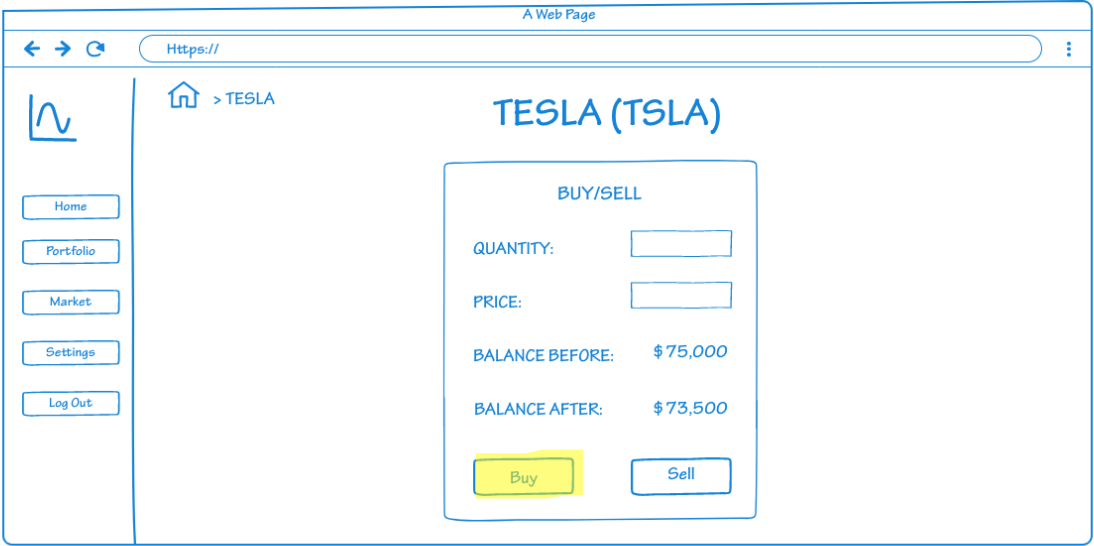 A Web Page
Https://
> TESLA
TESLA (TSLA)
Home
Portfolio
Market
Settings
Log Out
BUY/SELL
QUANTITY:
PRICE:
BALANCE BEFORE: $75,000
BALANCE AFTER: $73,500
Buy Sell